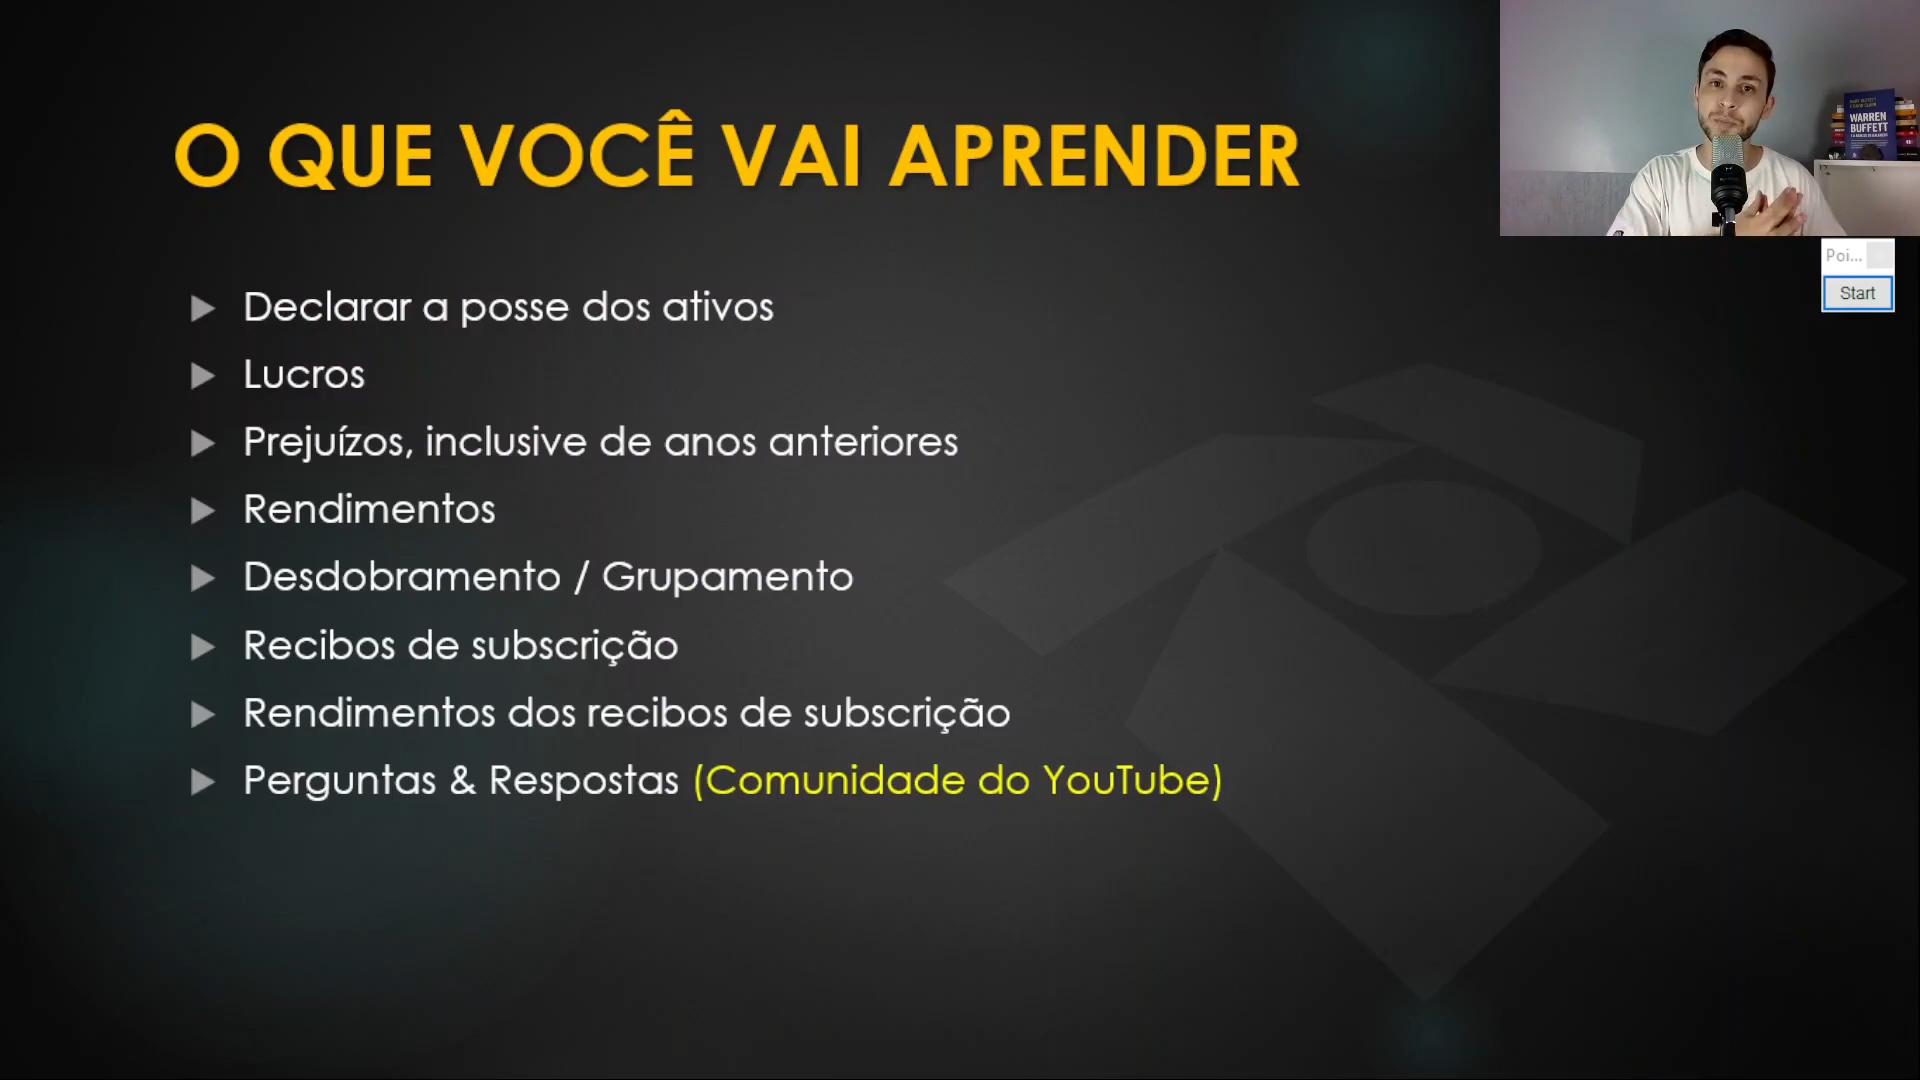 O QUE VOCÊ VAI APRENDER
Declarar a posse dos ativos
Lucros
Prejuízos, inclusive de anos anteriores
Rendimentos
Desdobramento / Grupamento
Recibos de subscrição
Rendimentos dos recibos de subscrição
Perguntas & Respostas (Comunidade do YouTube)
WARREN
BUFFETT
Poi...
Start